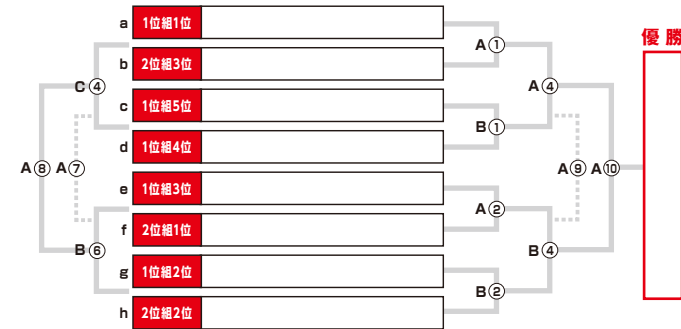 優勝
a 1位組1位
b 2位組3位
c 1位組5位
d 1位組4位
e 1位組3位
f 2位組1位
g 1位組2位
h 2位組2位
A①
B①
A②
B②
A④
B④
A⑨
A⑩
C④
B⑥
A⑦
A⑧